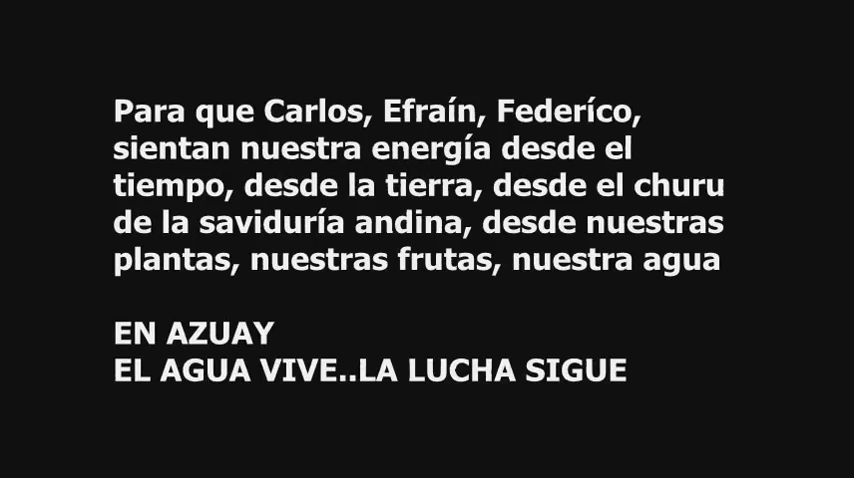 Para que Carlos, Efraín, Federíco,
sientan nuestra energía desde el
tiempo, desde la tierra, desde el churu
de la saviduría andina, desde nuestras
plantas, nuestras frutas, nuestra agua
EN AZUAY
EL AGUA VIVE..LA LUCHA SIGUE